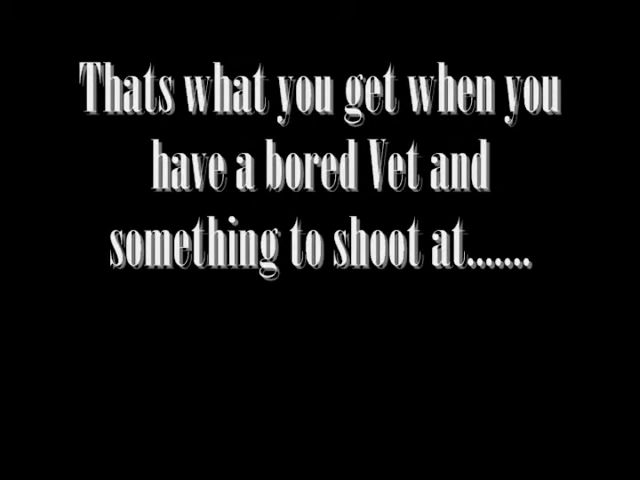 Thats what you get when you
have a bored Vet and
something to shoot at.......